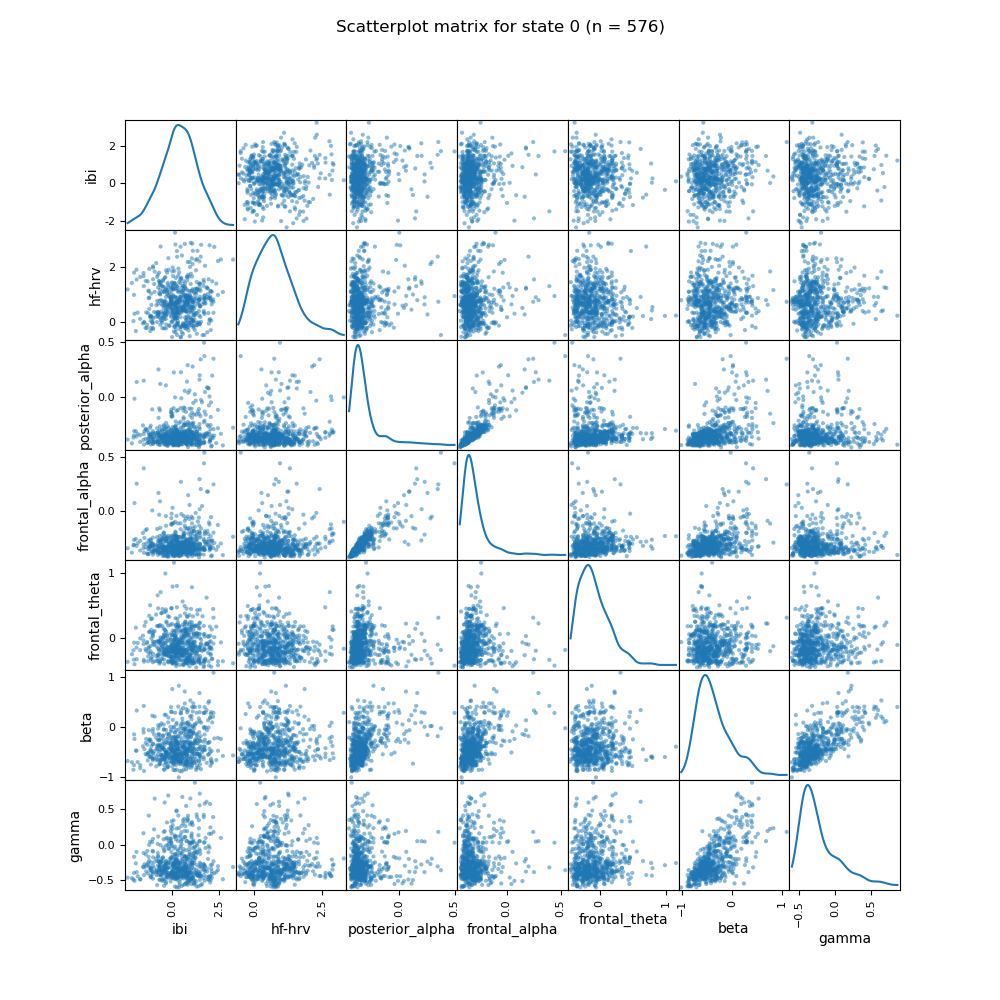 Scatterplot matrix for state 0 (n = 576)
ibi
2
0
−2
hf-hrv
2
0
posterior_alpha
0.5
0.0
frontal_alpha
0.5
0.0
frontal_theta
1
0
beta
1
0
−1
gamma
0.5
0.0
−0.5
0.0 2.5 0.0 2.5 0.0 0.5 0.0 0.5 0 1 −1 0 1 −0.5 0.0 0.5
ibi hf-hrv posterior_alpha frontal_alpha frontal_theta beta gamma